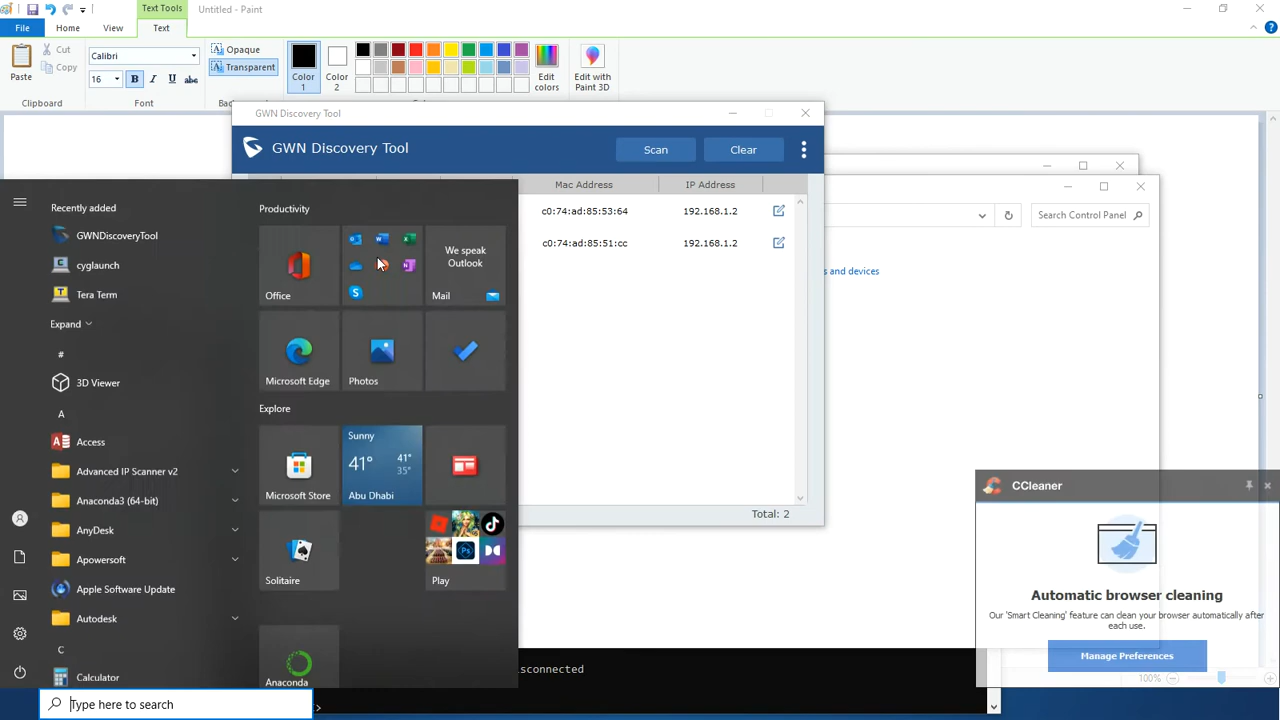 Text Tools
Untitled - Paint
File
Home
View
Text
Paste
Cut
Copy
Clipboard
Calibri
16
B
I
U
abc
Font
Opaque
Transparent
Color
1
Color
2
Edit
colors
Edit with
Paint 3D
GWN Discovery Tool
GWN Discovery Tool
Scan
Clear
Mac Address
IP Address
c0:74:ad:85:53:64
192.168.1.2
c0:74:ad:85:51:cc
192.168.1.2
Total: 2
Search Control Panel
s and devices
Recently added
GWNDiscoveryTool
cyglaunch
Tera Term
Expand
#
3D Viewer
A
Access
Advanced IP Scanner v2
Anaconda3 (64-bit)
AnyDesk
Apowersoft
Apple Software Update
Autodesk
C
Calculator
Productivity
Office
We speak
Outlook
Mail
Microsoft Edge
Photos
Explore
Microsoft Store
Sunny
41°
41°
35°
Abu Dhabi
Solitaire
Play
Anaconda
sconnected
>
CCleaner
Automatic browser cleaning
Our 'Smart Cleaning' feature can clean your browser automatically after
each use.
Manage Preferences
100%
Type here to search